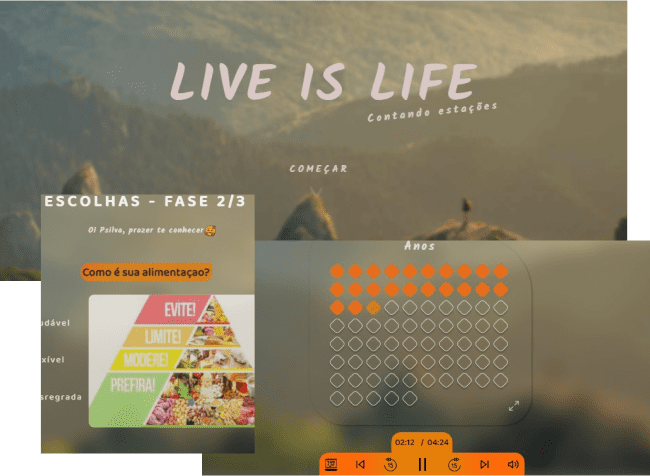 LIVE IS LIFE
Contando estações
COMEÇAR
ESCOLHAS - FASE 2/3
OI Psilva, prazer te conhecer
Como é sua alimentaçao?
EVITE!
LIMITE!
MODERE!
PREFIRA!
udável
xível
sregrada
Anos
02:12 / 04:24
15
15